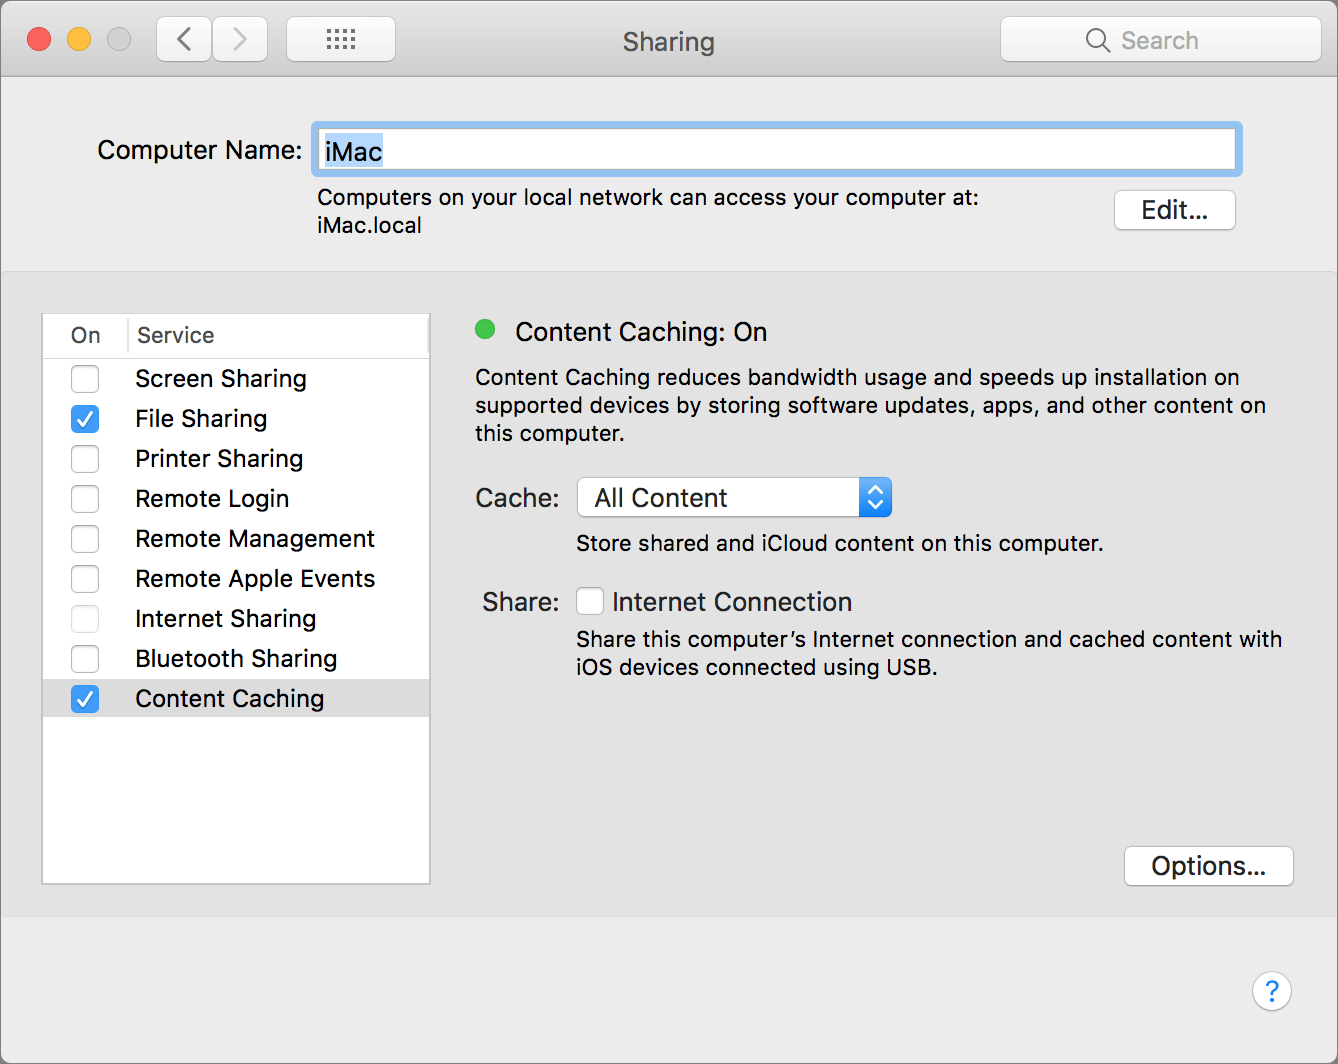 Sharing
Search
Computer Name: iMac
Computers on your local network can access your computer at:
iMac.local
Edit...
On Service
Screen Sharing
File Sharing
Printer Sharing
Remote Login
Remote Management
Remote Apple Events
Internet Sharing
Bluetooth Sharing
Content Caching
Content Caching: On
Content Caching reduces bandwidth usage and speeds up installation on
supported devices by storing software updates, apps, and other content on
this computer.
Cache: All Content
Store shared and iCloud content on this computer.
Share: Internet Connection
Share this computer’s Internet connection and cached content with
iOS devices connected using USB.
Options...
?